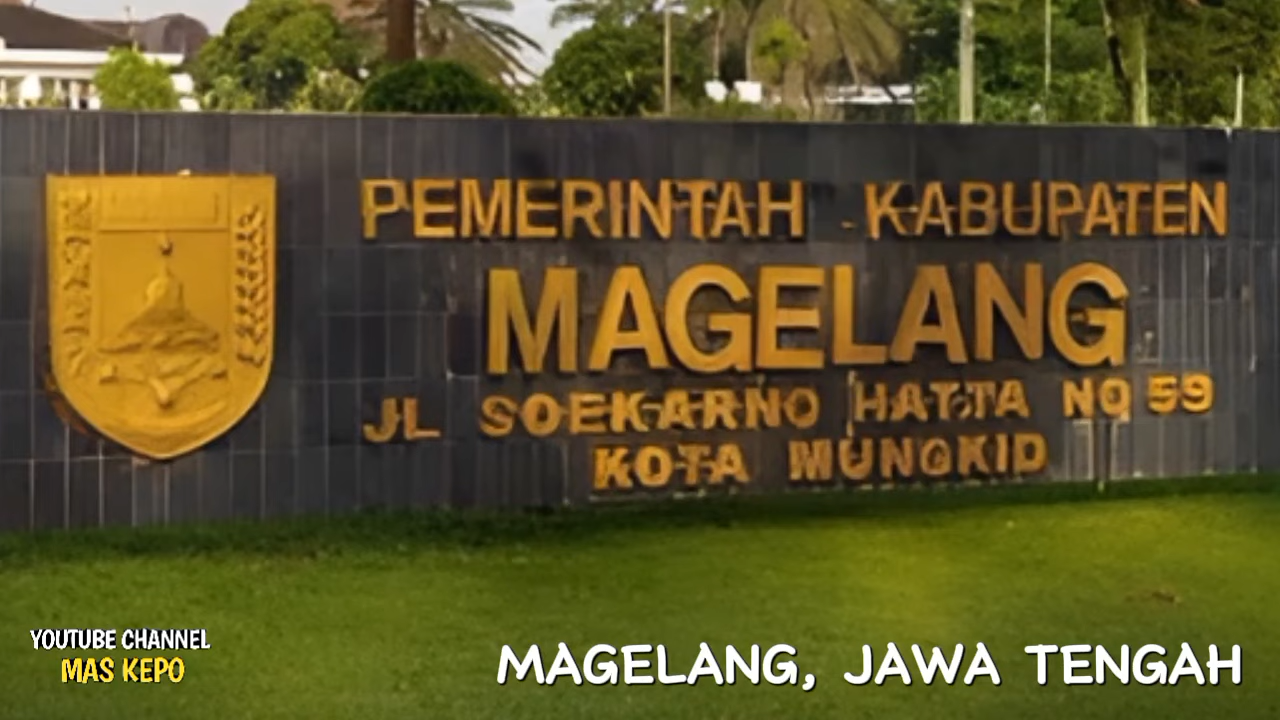 PEMERINTAH KABUPATEN
MAGELANG
JL SOEKARNO HATTA NO 59
KOTA MUNGKID
YOUTUBE CHANNEL
MAS KEPO
MAGELANG, JAWA TENGAH